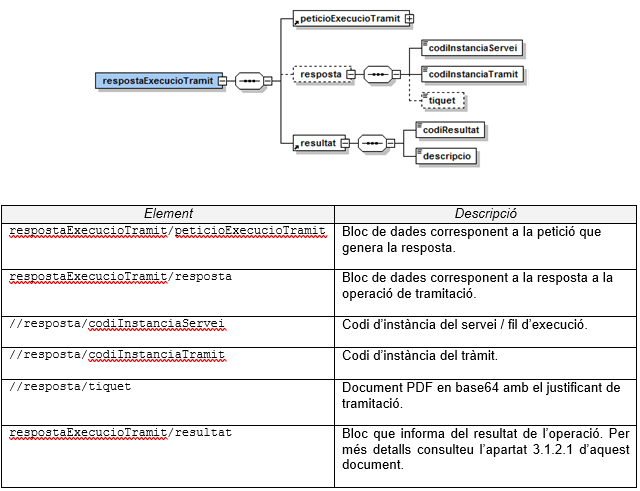 peticioExecucioTramit
codiInstanciaServei
respostaExecucioTramit
resposta
codiInstanciaTramit
tiquet
resultat
codiResultat
descripcio
Element Descripció
respostaExecucioTramit/peticioExecucioTramit Bloc de dades corresponent a la petició que
genera la resposta.
respostaExecucioTramit/resposta Bloc de dades corresponent a la resposta a la
operació de tramitació.
//resposta/codiInstanciaServei Codi d’instància del servei / fil d’execució.
//resposta/codiInstanciaTramit Codi d’instància del tràmit.
//resposta/tiquet Document PDF en base64 amb el justificant de
tramitació.
respostaExecucioTramit/resultat Bloc que informa del resultat de l’operació. Per
més detalls consulteu l’apartat 3.1.2.1 d’aquest
document.